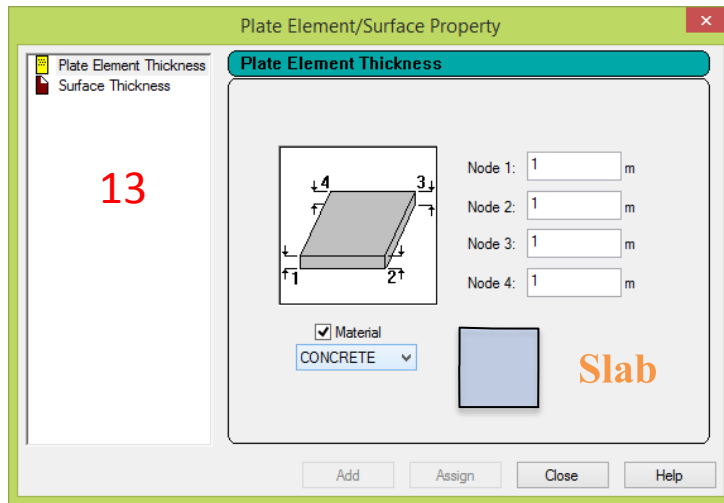 Plate Element/Surface Property
×
Plate Element Thickness
Surface Thickness
13
Plate Element Thickness
4 3
1 2
Node 1: 1 m
Node 2: 1 m
Node 3: 1 m
Node 4: 1 m
Material
CONCRETE
Slab
Add Assign Close Help